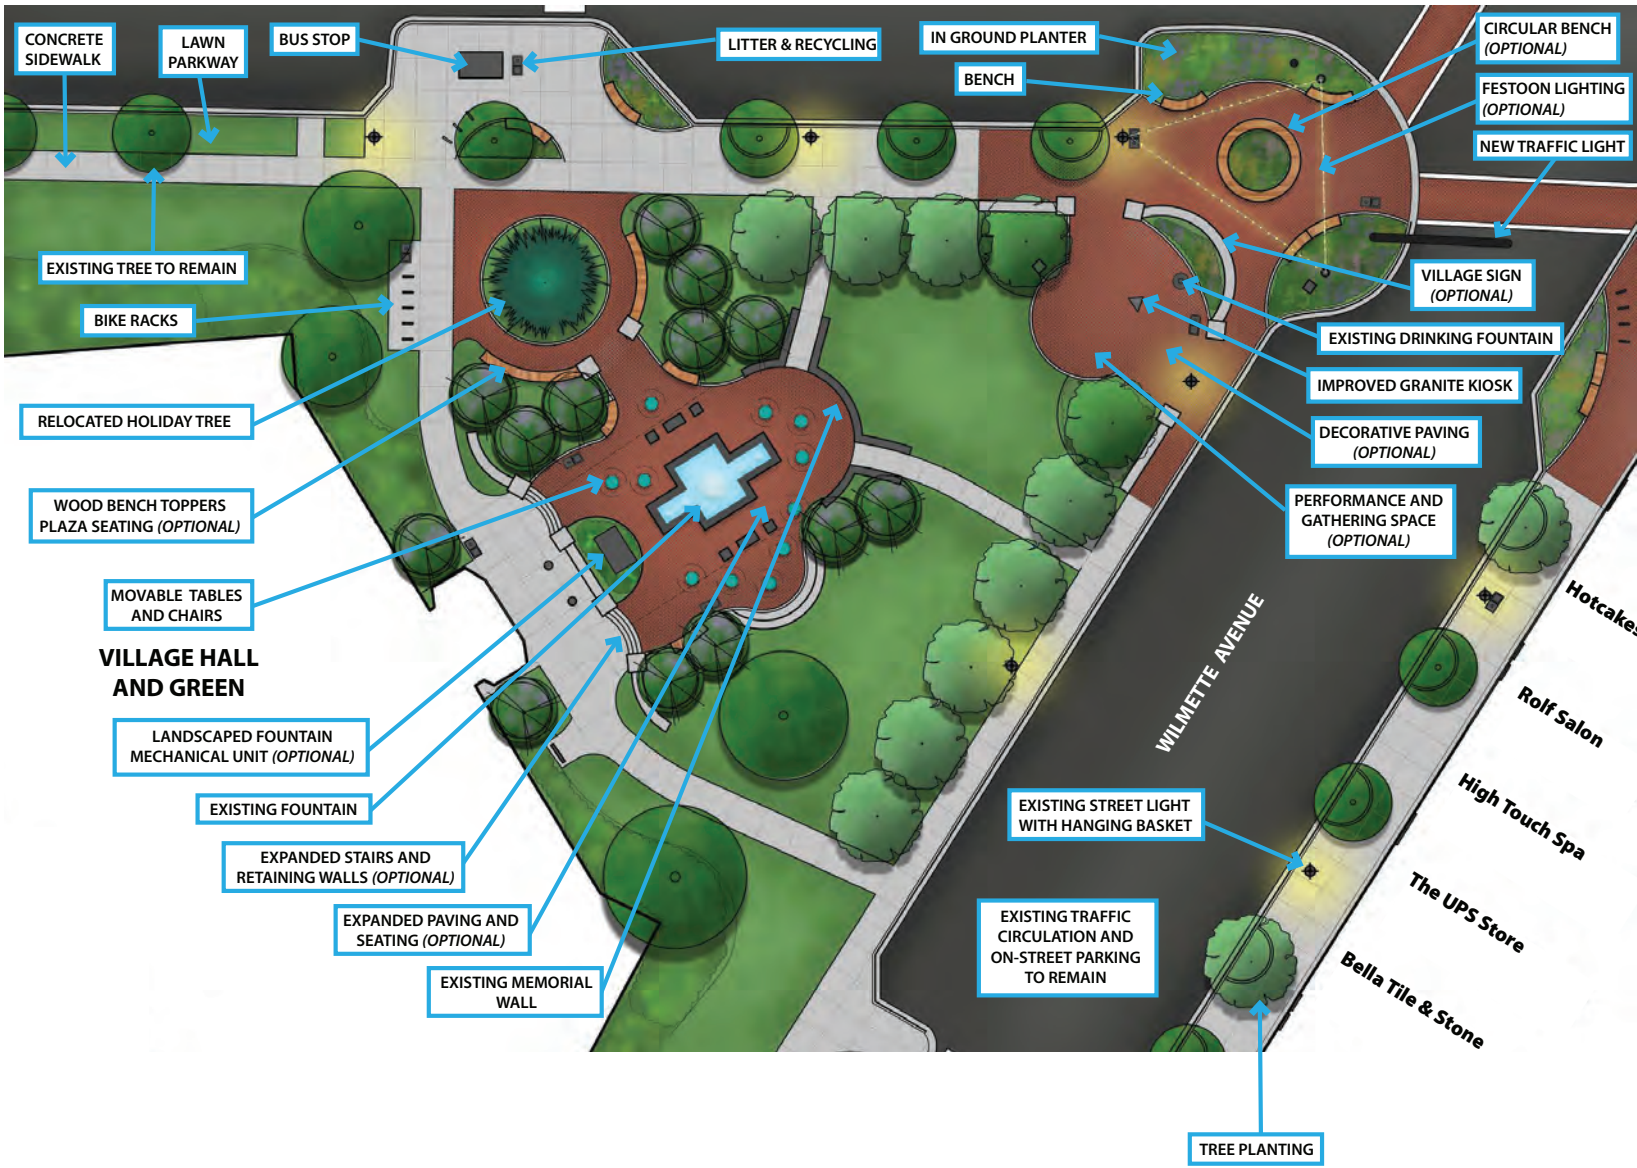 CONCRETE
SIDEWALK
LAWN
PARKWAY
BUS STOP
LITTER & RECYCLING
IN GROUND PLANTER
BENCH
CIRCULAR BENCH
(OPTIONAL)
FESTOON LIGHTING
(OPTIONAL)
NEW TRAFFIC LIGHT
EXISTING TREE TO REMAIN
BIKE RACKS
VILLAGE SIGN
(OPTIONAL)
EXISTING DRINKING FOUNTAIN
IMPROVED GRANITE KIOSK
RELOCATED HOLIDAY TREE
DECORATIVE PAVING
(OPTIONAL)
WOOD BENCH TOPPERS
PLAZA SEATING (OPTIONAL)
PERFORMANCE AND
GATHERING SPACE
(OPTIONAL)
MOVABLE TABLES
AND CHAIRS
VILLAGE HALL
AND GREEN
LANDSCAPED FOUNTAIN
MECHANICAL UNIT (OPTIONAL)
EXISTING FOUNTAIN
EXPANDED STAIRS AND
RETAINING WALLS (OPTIONAL)
EXPANDED PAVING AND
SEATING (OPTIONAL)
EXISTING MEMORIAL
WALL
WILMETTE AVENUE
EXISTING STREET LIGHT
WITH HANGING BASKET
EXISTING TRAFFIC
CIRCULATION AND
ON-STREET PARKING
TO REMAIN
Hotcakes
Rolf Salon
High Touch Spa
The UPS Store
Bella Tile & Stone
TREE PLANTING